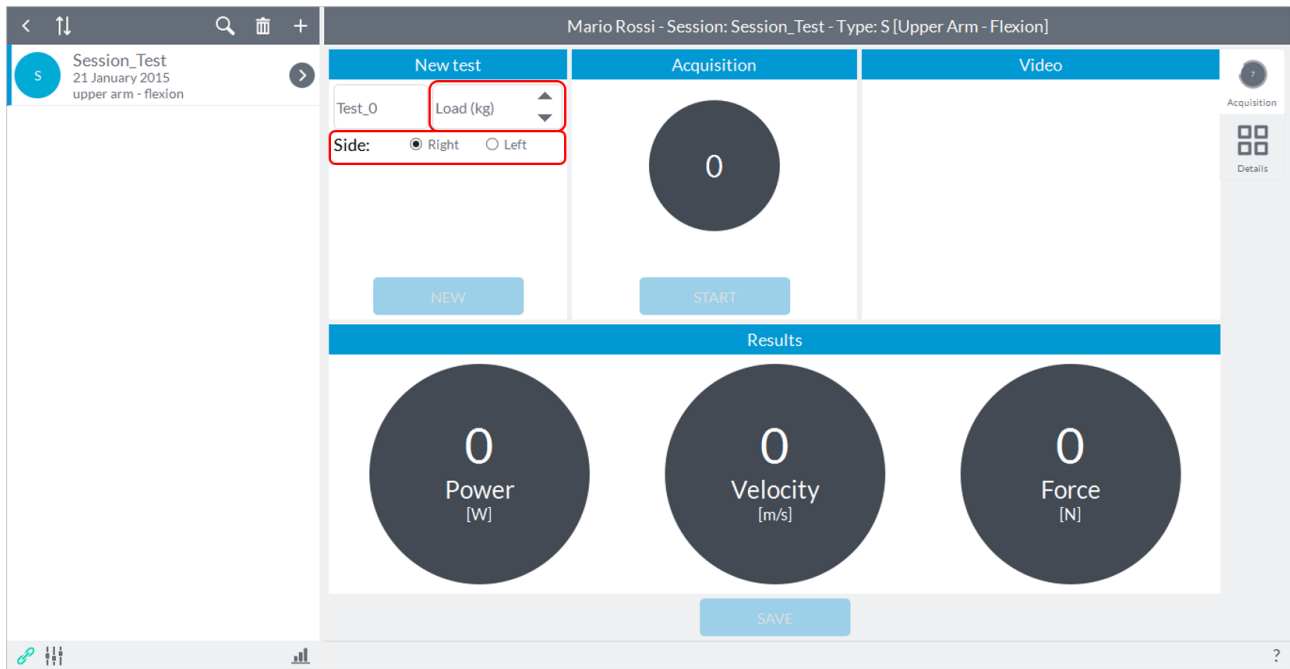 Mario Rossi - Session: Session_Test - Type: S [Upper Arm - Flexion]
S
Session_Test
21 January 2015
upper arm - flexion
New test
Acquisition
Video
Test_0
Load (kg)
Side:
Right
Left
0
NEW
START
7
Acquisition
Details
Results
0
Power
[W]
0
Velocity
[m/s]
0
Force
[N]
SAVE
?